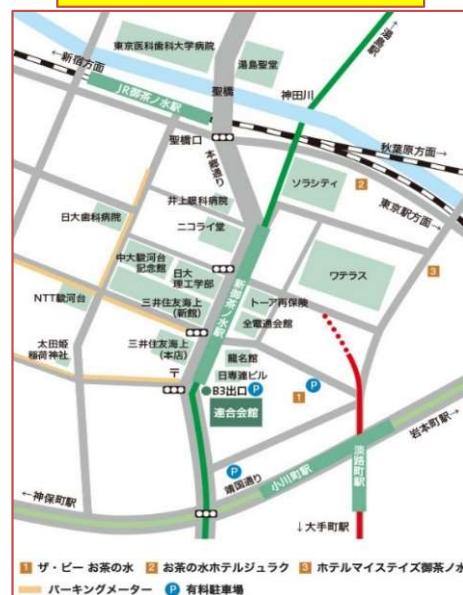 ←湯島駅
東京医科歯科大学病院
湯島聖堂
←新宿方面
JR御茶ノ水駅
聖橋
神田川
聖橋口
本郷通り
秋葉原方面→
ソラシティ
2
井上眼科病院
東京駅方面→
日大歯科病院
ニコライ堂
中大駿河台
記念館
日大
理工学部
新御茶ノ水駅
ワテラス
3
NTT駿河台
三井住友海上
(新館)
トーア再保険
全電通会館
太田姫
稲荷神社
三井住友海上
(本店)
龍名館
日専連ビル
〒
B3出口
P
P
1
連合会館
岩本町駅→
淡路町駅
P
靖国通り
小川町駅
←神保町駅
↓大手町駅
1 ザ・ビー お茶の水 2 お茶の水ホテルジュラク 3 ホテルマイステイズ御茶ノ水
パーキングメーター P 有料駐車場